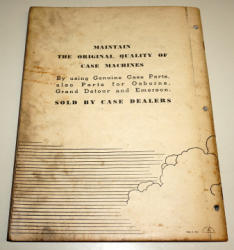 MAINTAIN
THE ORIGINAL QUALITY OF
CASE MACHINES
By using Genuine Case Parts,
also Parts for Osborne,
Grand Detour and Emerson.
SOLD BY CASE DEALERS